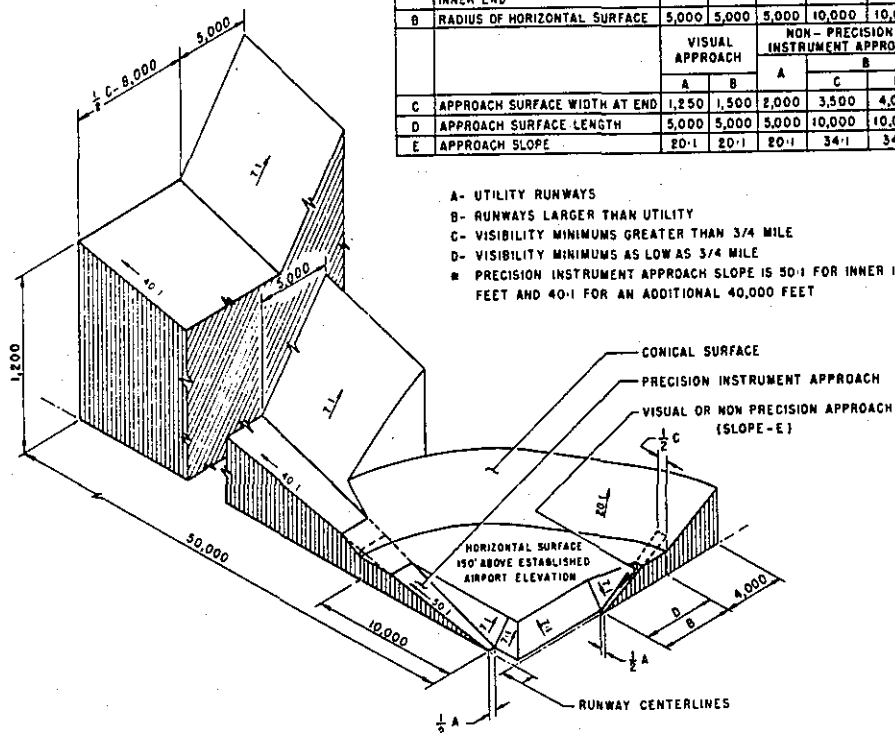 INNER END
B RADIUS OF HORIZONTAL SURFACE 5,000 5,000 5,000 10,000
VISUAL APPROACH
NON-PRECISION
INSTRUMENT
A B A B
C
C APPROACH SURFACE WIDTH AT END 1,250 1,500 2,000 3,500
D APPROACH SURFACE LENGTH 5,000 5,000 5,000 10,000
E APPROACH SLOPE 20·1 20·1 20·1 34·1
A- UTILITY RUNWAYS
B- RUNWAYS LARGER THAN UTILITY
C- VISIBILITY MINIMUMS GREATER THAN 3/4 MILE
D- VISIBILITY MINIMUMS AS LOW AS 3/4 MILE
* PRECISION INSTRUMENT APPROACH SLOPE IS 50·1 FOR INNER
FEET AND 40·1 FOR AN ADDITIONAL 40,000 FEET
5,000
½ C-8,000
7:1
40·1
5,000
1,200
7:1
CONICAL SURFACE
PRECISION INSTRUMENT APPROACH
VISUAL OR NON PRECISION APPROACH
(SLOPE-E)
½ C
40·1
20:1
HORIZONTAL SURFACE
150' ABOVE ESTABLISHED
AIRPORT ELEVATION
50,000
50·1
7:1
7:1
7:1
7:1
10,000
4,000
D
B
½ A
RUNWAY CENTERLINES
½ A